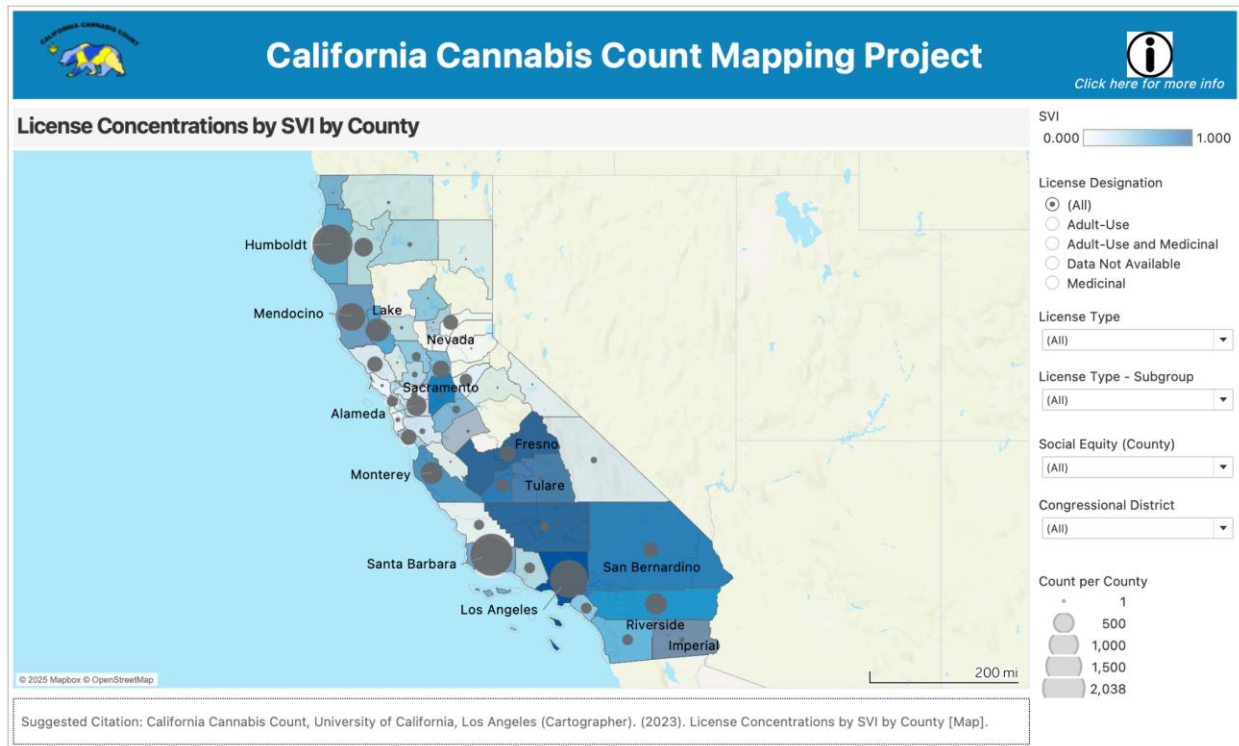 CALIFORNIA CANNABIS COUNT
California Cannabis Count Mapping Project
Click here for more info
License Concentrations by SVI by County
SVI
0.000 1.000
License Designation
(All)
Adult-Use
Adult-Use and Medicinal
Data Not Available
Medicinal
License Type
(All)
License Type - Subgroup
(All)
Social Equity (County)
(All)
Congressional District
(All)
Count per County
1
500
1,000
1,500
2,038
Humboldt
Mendocino
Lake
Nevada
Sacramento
Alameda
Fresno
Monterey
Tulare
Santa Barbara
San Bernardino
Los Angeles
Riverside
Imperial
200 mi
© 2025 Mapbox © OpenStreetMap
Suggested Citation: California Cannabis Count, University of California, Los Angeles (Cartographer). (2023). License Concentrations by SVI by County [Map].